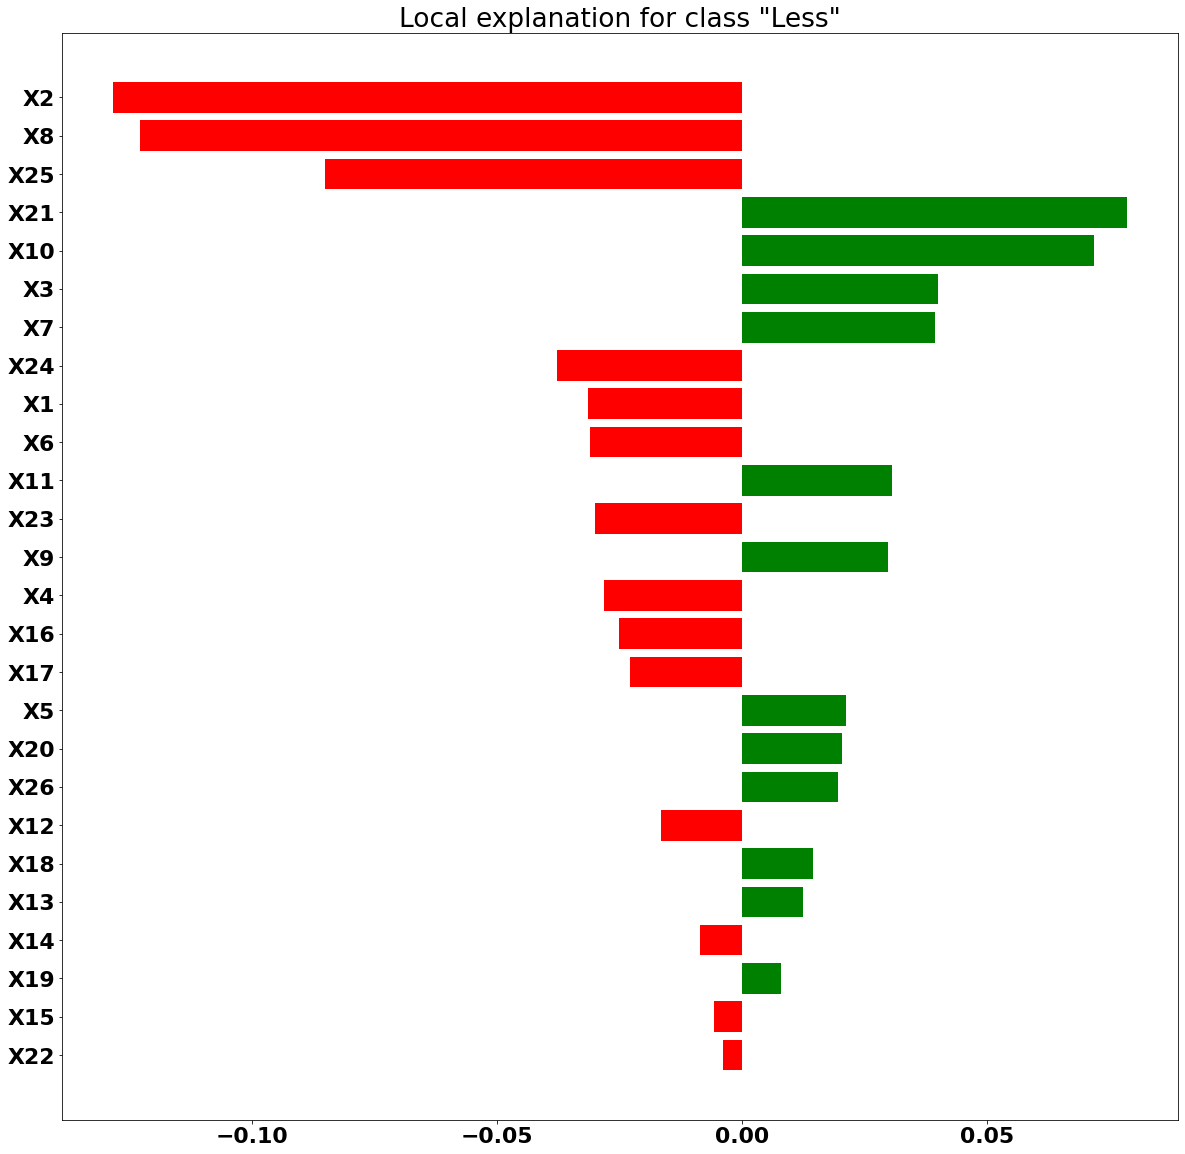 Local explanation for class "Less"
X2
X8
X25
X21
X10
X3
X7
X24
X1
X6
X11
X23
X9
X4
X16
X17
X5
X20
X26
X12
X18
X13
X14
X19
X15
X22
−0.10 −0.05 0.00 0.05